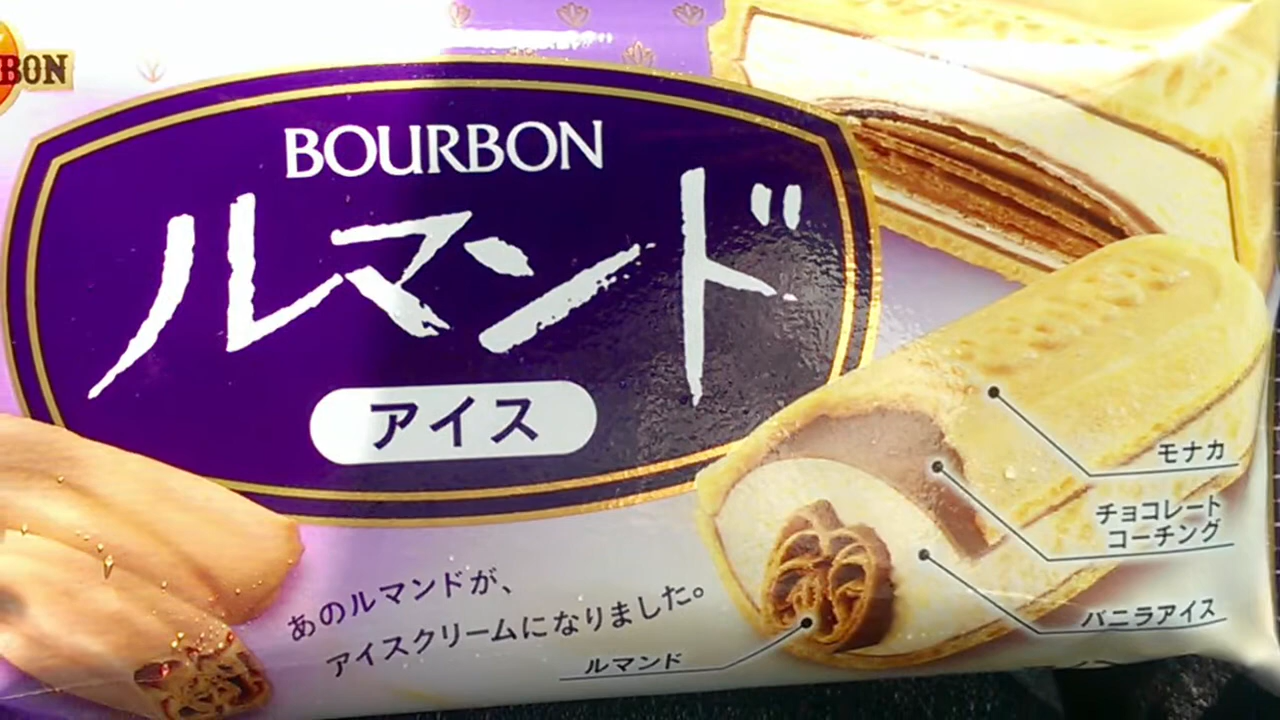 BON
BOURBON
ルマンド
アイス
モナカ
チョコレート
コーチング
バニラアイス
あのルマンドが、
アイスクリームになりました。
ルマンド